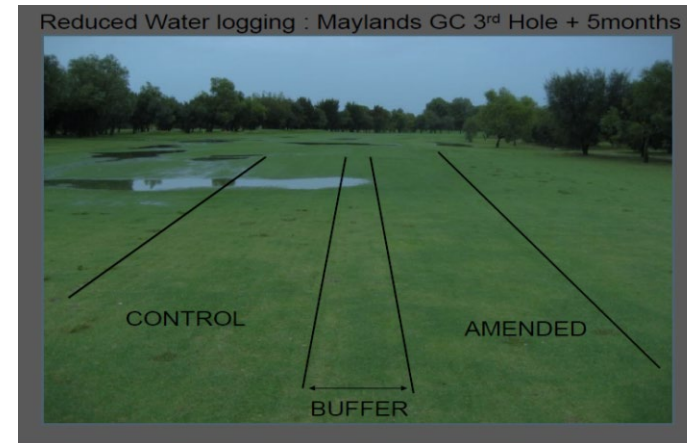 Reduced Water logging : Maylands GC 3rd Hole + 5months
CONTROL
AMENDED
BUFFER